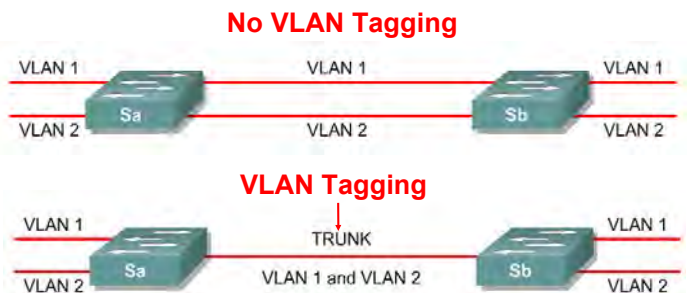 No VLAN Tagging
VLAN 1 VLAN 1 VLAN 1
Sa Sb
VLAN 2 VLAN 2 VLAN 2
VLAN Tagging
VLAN 1 TRUNK VLAN 1
Sa Sb
VLAN 2 VLAN 1 and VLAN 2 VLAN 2